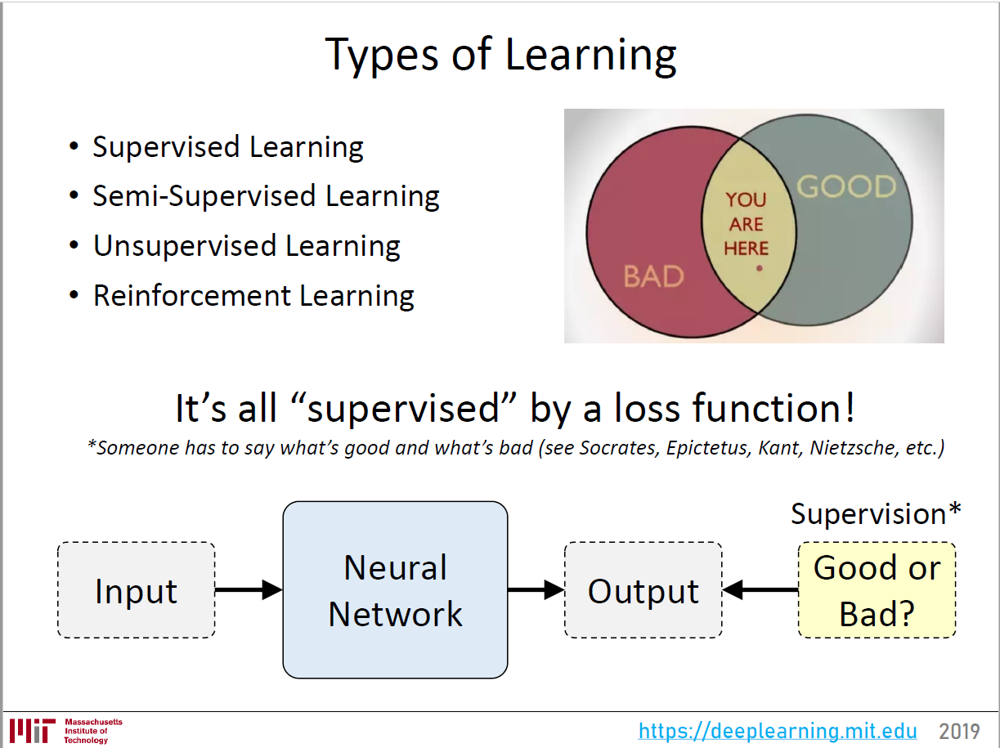 Types of Learning
• Supervised Learning
• Semi-Supervised Learning
• Unsupervised Learning
• Reinforcement Learning
GOOD
YOU
ARE
HERE
BAD
It’s all “supervised” by a loss function!
*Someone has to say what’s good and what’s bad (see Socrates, Epictetus, Kant, Nietzsche, etc.)
Supervision*
Input
Neural
Network
Output
Good or
Bad?
MIT
Massachusetts
Institute of
Technology
https://deeplearning.mit.edu 2019